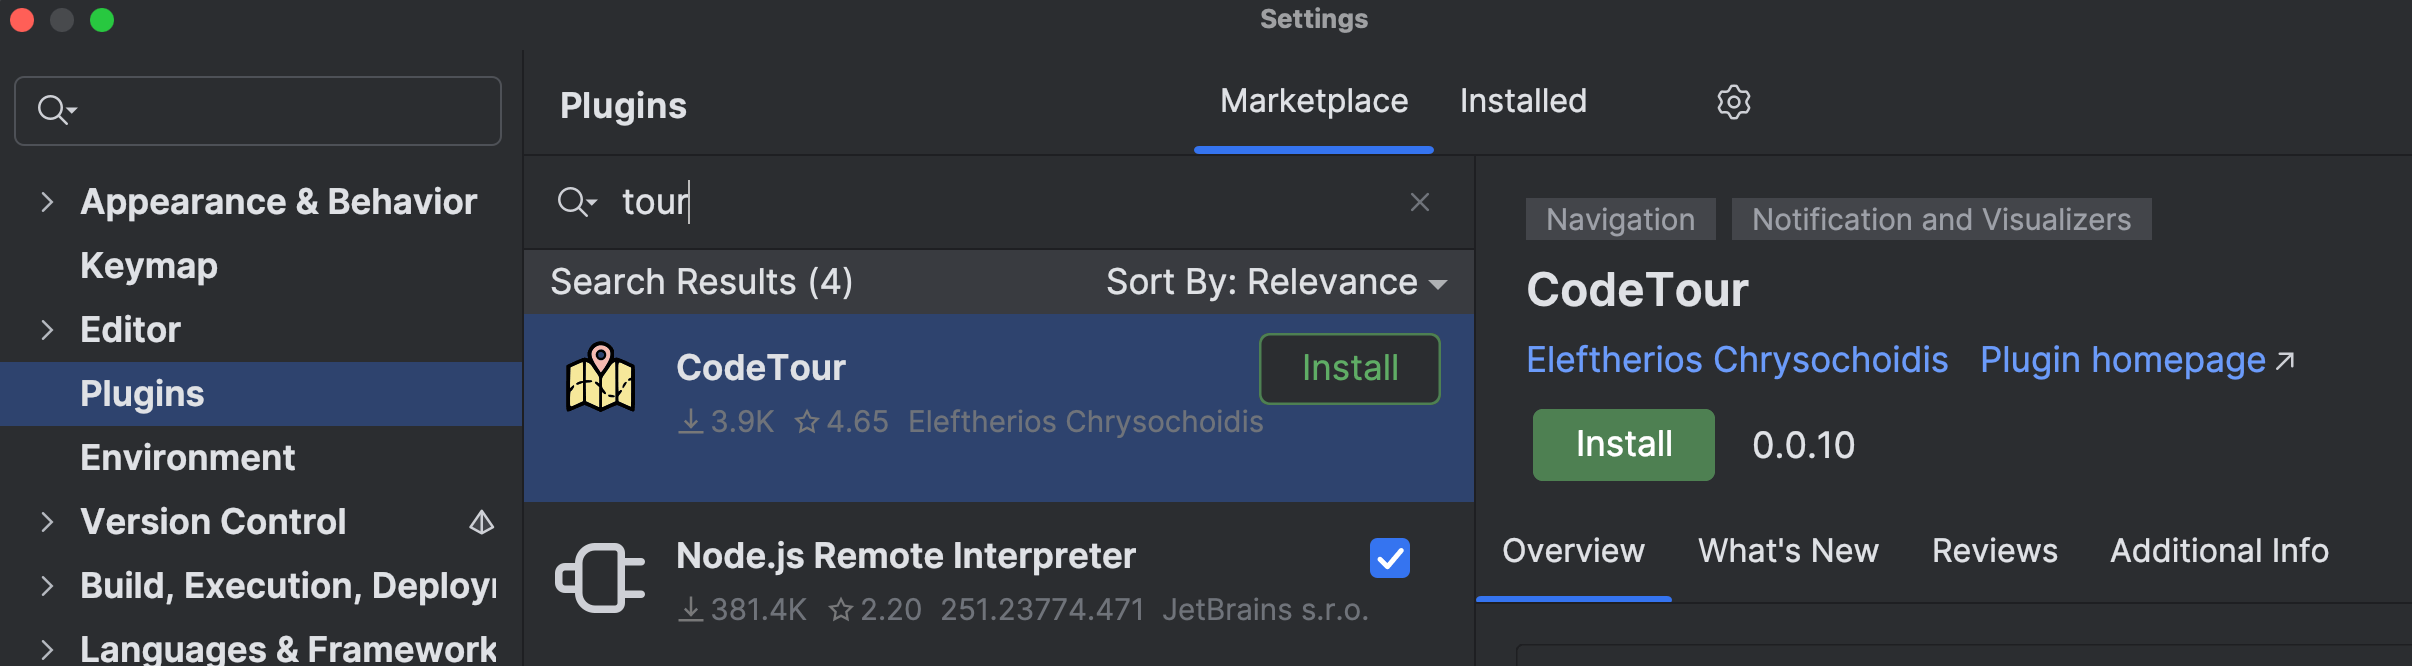 Settings
Appearance & Behavior
Keymap
Editor
Plugins
Environment
Version Control
Build, Execution, Deployr
Languages & Framework
Plugins
Marketplace
Installed
tour
Search Results (4)
Sort By: Relevance
CodeTour
Install
3.9K 4.65 Eleftherios Chrysochoidis
Node.js Remote Interpreter
381.4K 2.20 251.23774.471 JetBrains s.r.o.
Navigation
Notification and Visualizers
CodeTour
Eleftherios Chrysochoidis Plugin homepage
Install 0.0.10
Overview What's New Reviews Additional Info